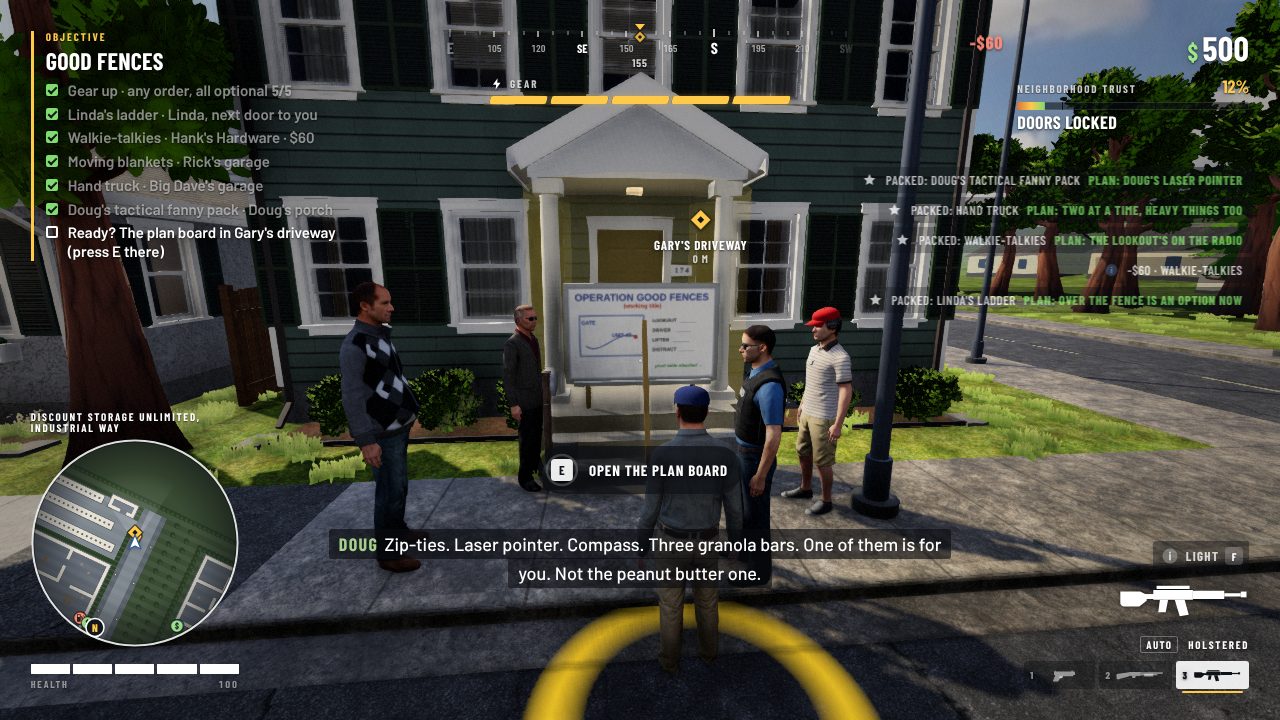 OBJECTIVE
GOOD FENCES
Gear up · any order, all optional 5/5
Linda's ladder · Linda, next door to you
Walkie-talkies · Hank's Hardware · $60
Moving blankets · Rick's garage
Hand truck · Big Dave's garage
Doug's tactical fanny pack · Doug's porch
Ready? The plan board in Gary's driveway
(press E there)
E 105 120 SE 150 165 S 195 210 SW
155
GEAR
-$60
$ 500
NEIGHBORHOOD TRUST 12%
DOORS LOCKED
PACKED: DOUG'S TACTICAL FANNY PACK PLAN: DOUG'S LASER POINTER
PACKED: HAND TRUCK PLAN: TWO AT A TIME, HEAVY THINGS TOO
PACKED: WALKIE-TALKIES PLAN: THE LOOKOUT'S ON THE RADIO
-$60 · WALKIE-TALKIES
PACKED: LINDA'S LADDER PLAN: OVER THE FENCE IS AN OPTION NOW
GARY'S DRIVEWAY
0 M
174
OPERATION GOOD FENCES
(working title)
GATE
LOOKOUT
DRIVER
LIFTER
DISTRACT
E OPEN THE PLAN BOARD
DOUG Zip-ties. Laser pointer. Compass. Three granola bars. One of them is for
you. Not the peanut butter one.
DISCOUNT STORAGE UNLIMITED,
INDUSTRIAL WAY
N
$
HEALTH 100
LIGHT F
AUTO HOLSTERED
1 2 3